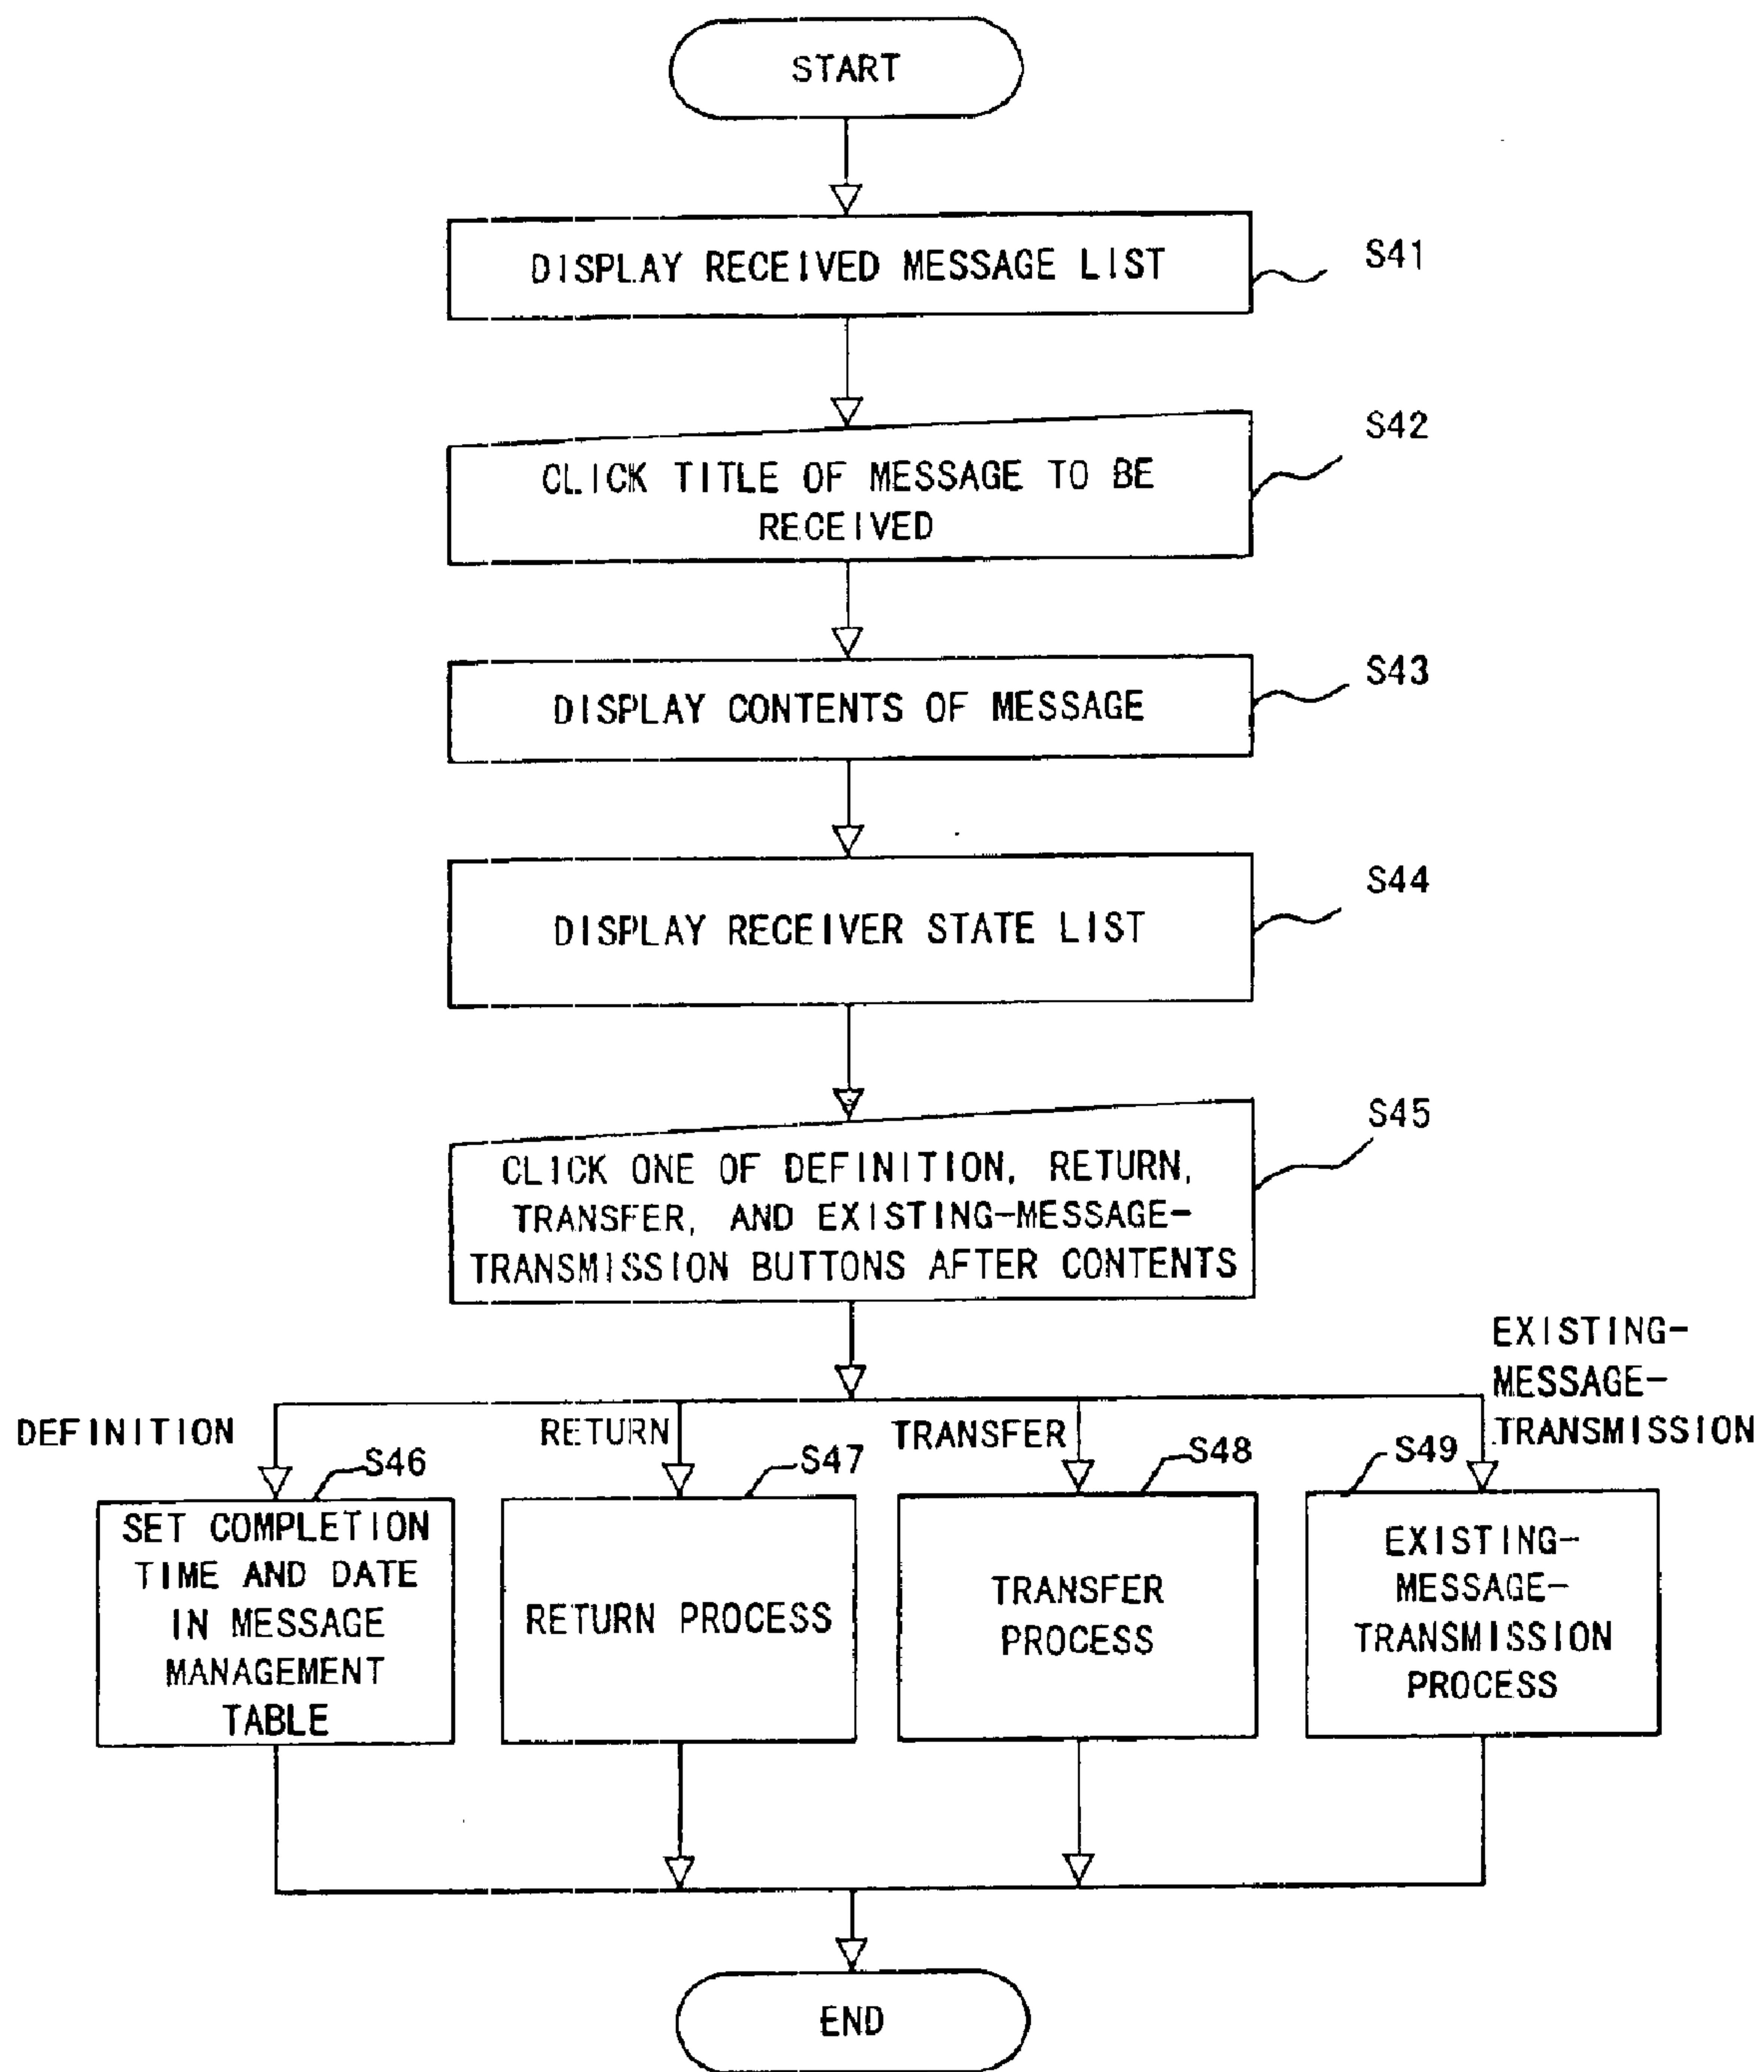 START
DISPLAY RECEIVED MESSAGE LIST
S41
CLICK TITLE OF MESSAGE TO BE
RECEIVED
S42
DISPLAY CONTENTS OF MESSAGE
S43
DISPLAY RECEIVER STATE LIST
S44
CLICK ONE OF DEFINITION, RETURN,
TRANSFER, AND EXISTING-MESSAGE-
TRANSMISSION BUTTONS AFTER CONTENTS
S45
DEFINITION
RETURN
TRANSFER
EXISTING-
MESSAGE-
TRANSMISSION
S46
SET COMPLETION
TIME AND DATE
IN MESSAGE
MANAGEMENT
TABLE
S47
RETURN PROCESS
S48
TRANSFER
PROCESS
S49
EXISTING-
MESSAGE-
TRANSMISSION
PROCESS
END